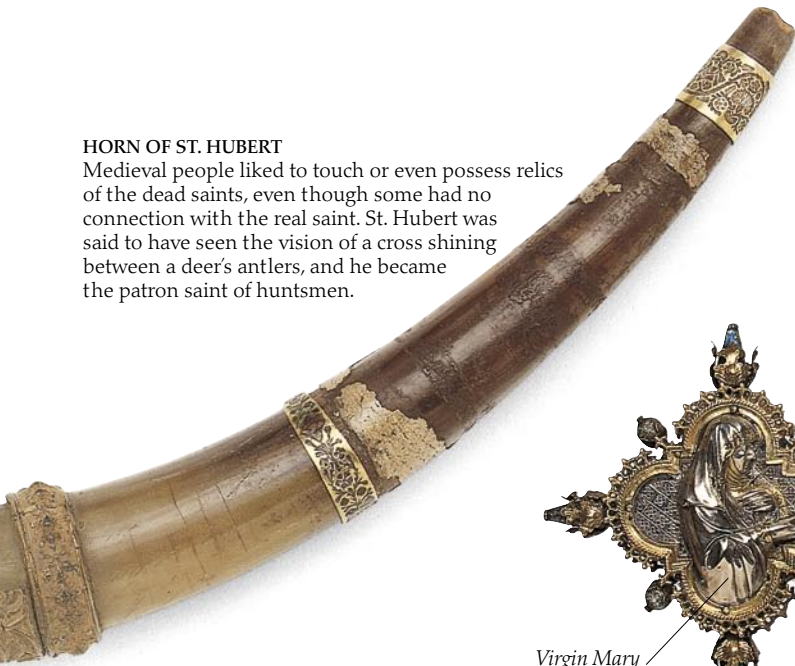 HORN OF ST. HUBERT
Medieval people liked to touch or even possess relics
of the dead saints, even though some had no
connection with the real saint. St. Hubert was
said to have seen the vision of a cross shining
between a deer's antlers, and he became
the patron saint of huntsmen.
Virgin Mary